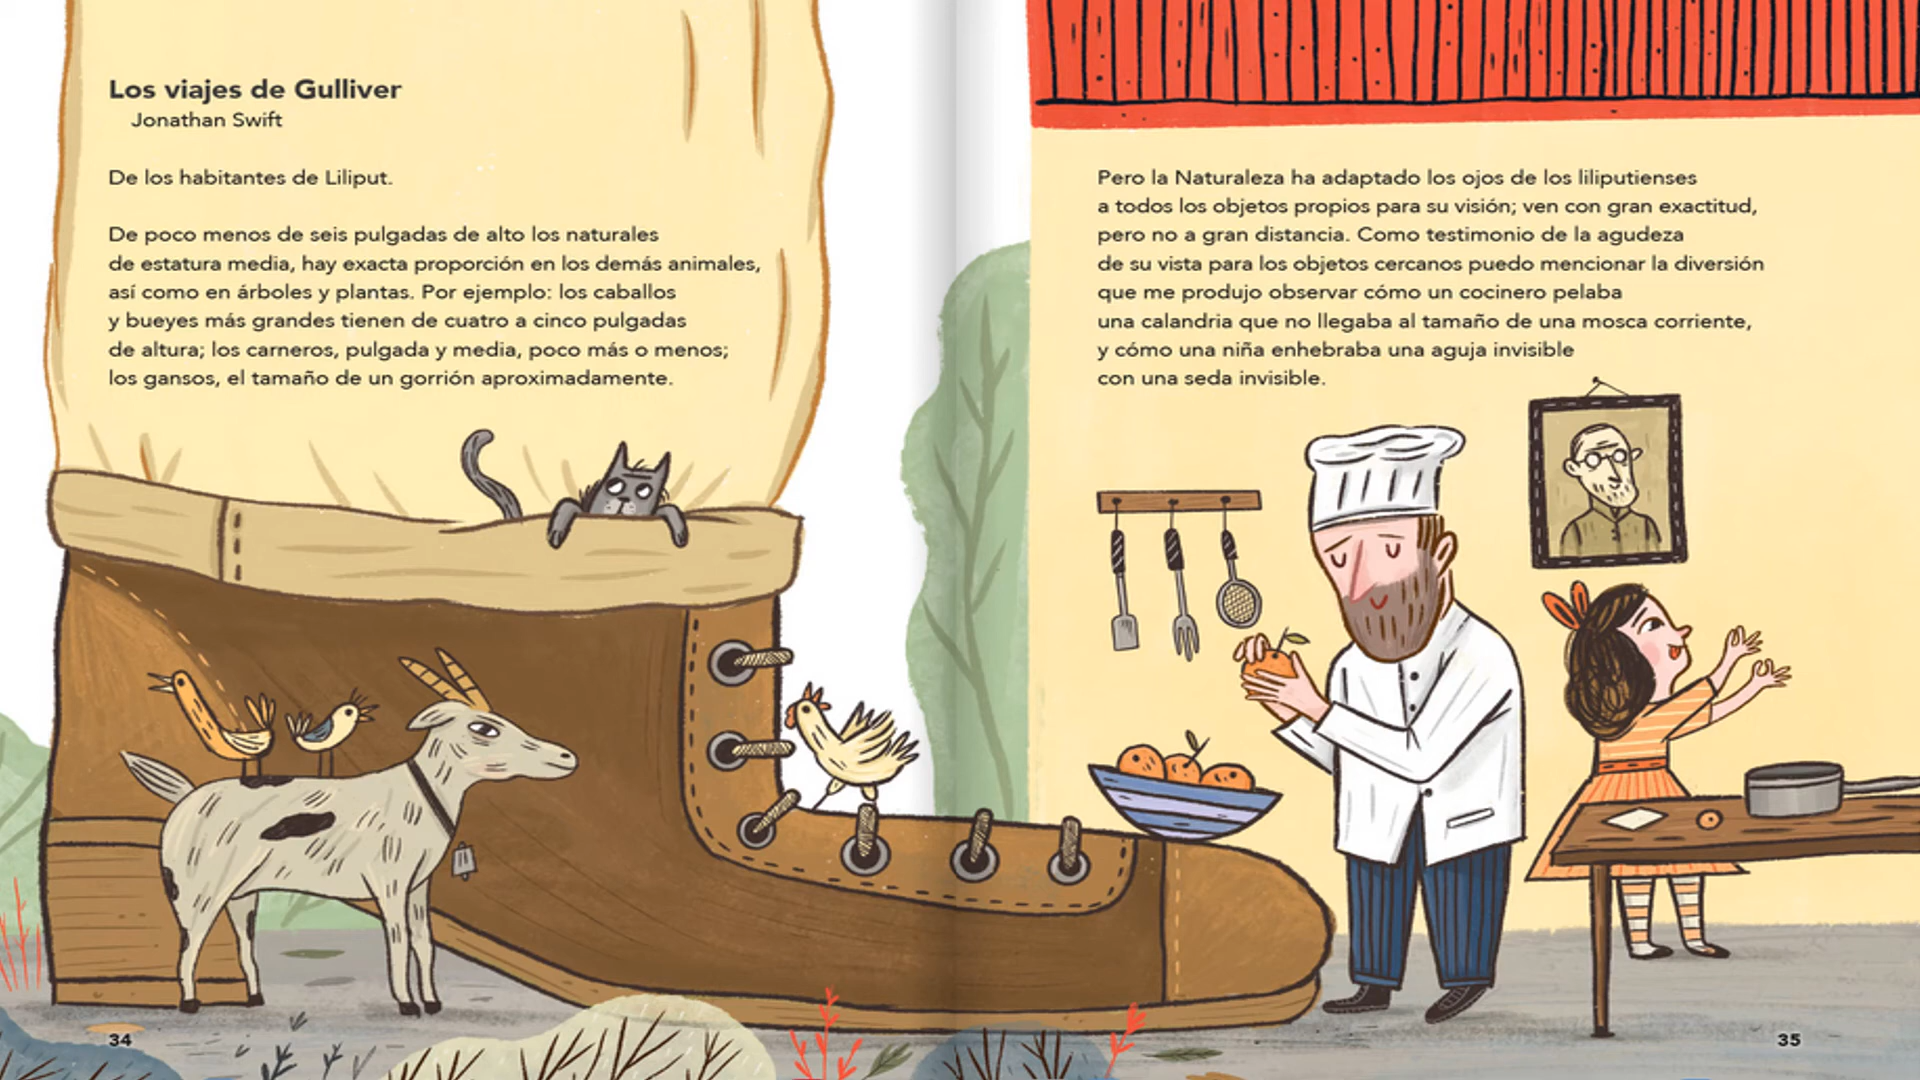 Los viajes de Gulliver
Jonathan Swift
De los habitantes de Liliput.
De poco menos de seis pulgadas de alto los naturales
de estatura media, hay exacta proporción en los demás animales,
así como en árboles y plantas. Por ejemplo: los caballos
y bueyes más grandes tienen de cuatro a cinco pulgadas
de altura; los carneros, pulgada y media, poco más o menos;
los gansos, el tamaño de un gorrión aproximadamente.
34
Pero la Naturaleza ha adaptado los ojos de los liliputienses
a todos los objetos propios para su visión; ven con gran exactitud,
pero no a gran distancia. Como testimonio de la agudeza
de su vista para los objetos cercanos puedo mencionar la diversión
que me produjo observar cómo un cocinero pelaba
una calandria que no llegaba al tamaño de una mosca corriente,
y cómo una niña enhebraba una aguja invisible
con una seda invisible.
35